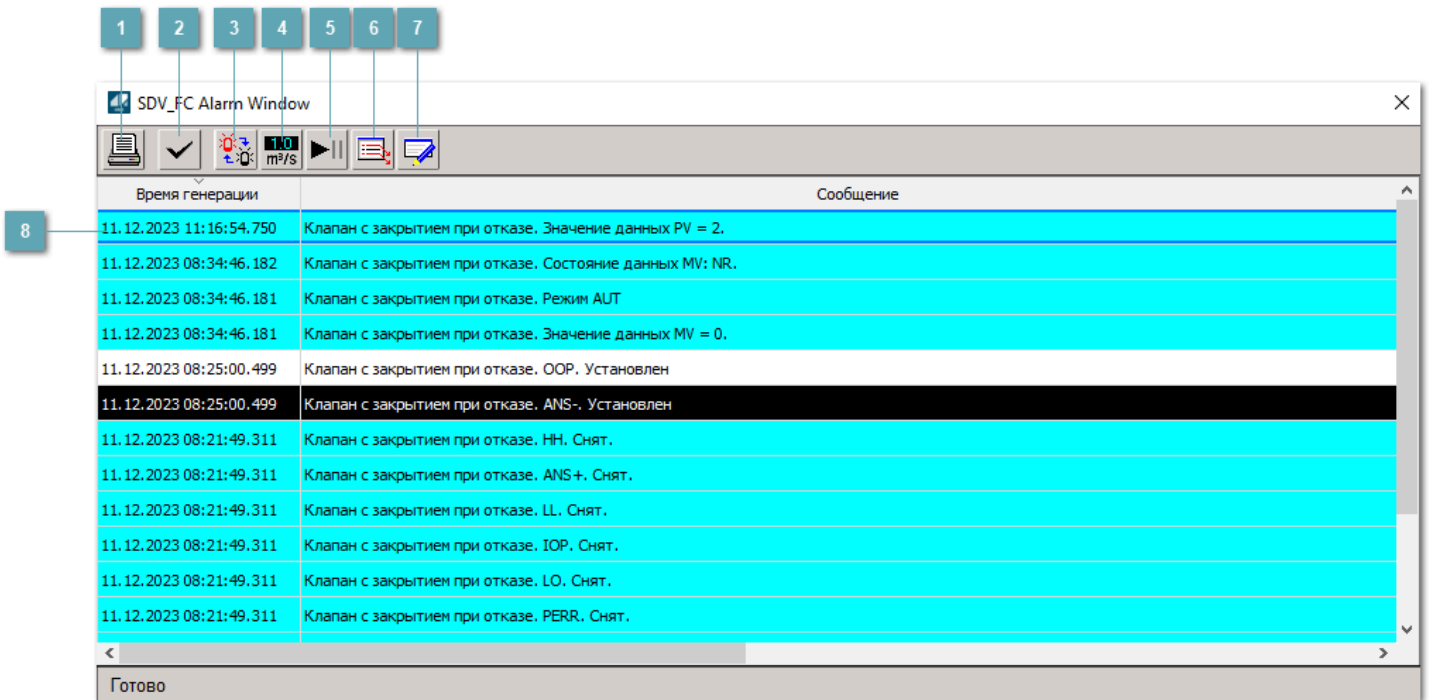 1 2 3 4 5 6 7
SDV_FC Alarm Window
1.0
m³/s
Время генерации Сообщение
8
11.12.2023 11:16:54.750 Клапан с закрытием при отказе. Значение данных PV = 2.
11.12.2023 08:34:46.182 Клапан с закрытием при отказе. Состояние данных MV: NR.
11.12.2023 08:34:46.181 Клапан с закрытием при отказе. Режим AUT
11.12.2023 08:34:46.181 Клапан с закрытием при отказе. Значение данных MV = 0.
11.12.2023 08:25:00.499 Клапан с закрытием при отказе. OOP. Установлен
11.12.2023 08:25:00.499 Клапан с закрытием при отказе. ANS-. Установлен
11.12.2023 08:21:49.311 Клапан с закрытием при отказе. HH. Снят.
11.12.2023 08:21:49.311 Клапан с закрытием при отказе. ANS+. Снят.
11.12.2023 08:21:49.311 Клапан с закрытием при отказе. LL. Снят.
11.12.2023 08:21:49.311 Клапан с закрытием при отказе. IOP. Снят.
11.12.2023 08:21:49.311 Клапан с закрытием при отказе. LO. Снят.
11.12.2023 08:21:49.311 Клапан с закрытием при отказе. PERR. Снят.
Готово